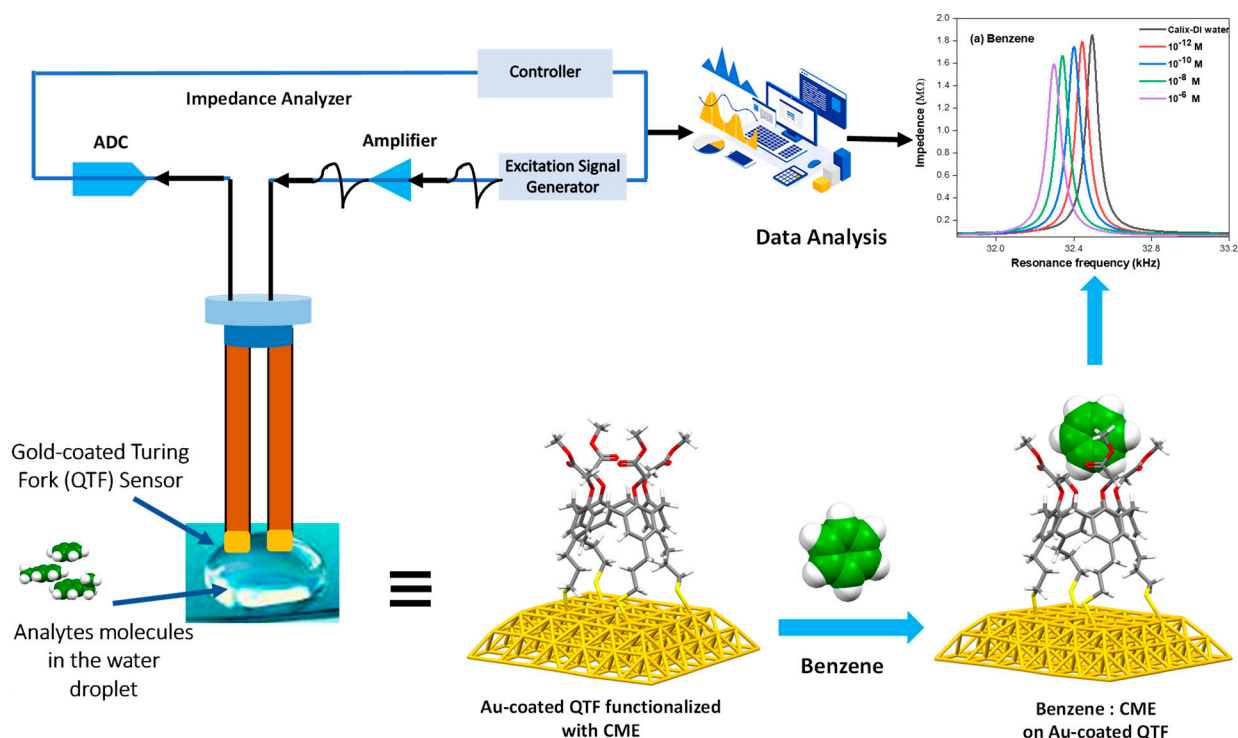 Controller
Impedance Analyzer
ADC
Amplifier
Excitation Signal
Generator
Data Analysis
(a) Benzene
Calix-DI water
10⁻¹² M
10⁻¹⁰ M
10⁻⁸ M
10⁻⁶ M
2.0
1.8
1.6
1.4
1.2
1.0
0.8
0.6
0.4
0.2
Impedence (MΩ)
32.0
32.4
32.8
33.2
Resonance frequency (kHz)
Gold-coated Turing
Fork (QTF) Sensor
Analytes molecules
in the water
droplet
Au-coated QTF functionalized
with CME
Benzene
Benzene : CME
on Au-coated QTF